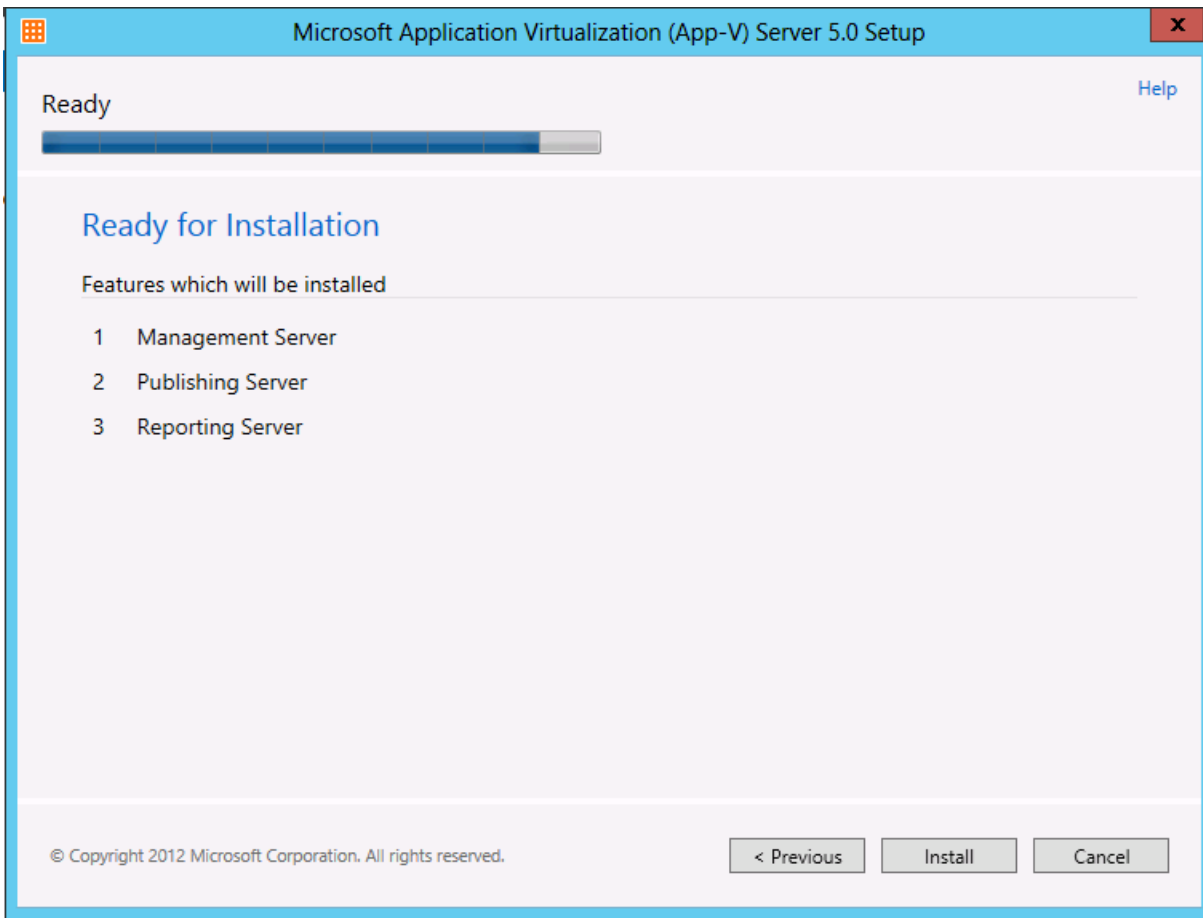 Microsoft Application Virtualization (App-V) Server 5.0 Setup
x
Help
Ready
Ready for Installation
Features which will be installed
1 Management Server
2 Publishing Server
3 Reporting Server
© Copyright 2012 Microsoft Corporation. All rights reserved.
< Previous Install Cancel